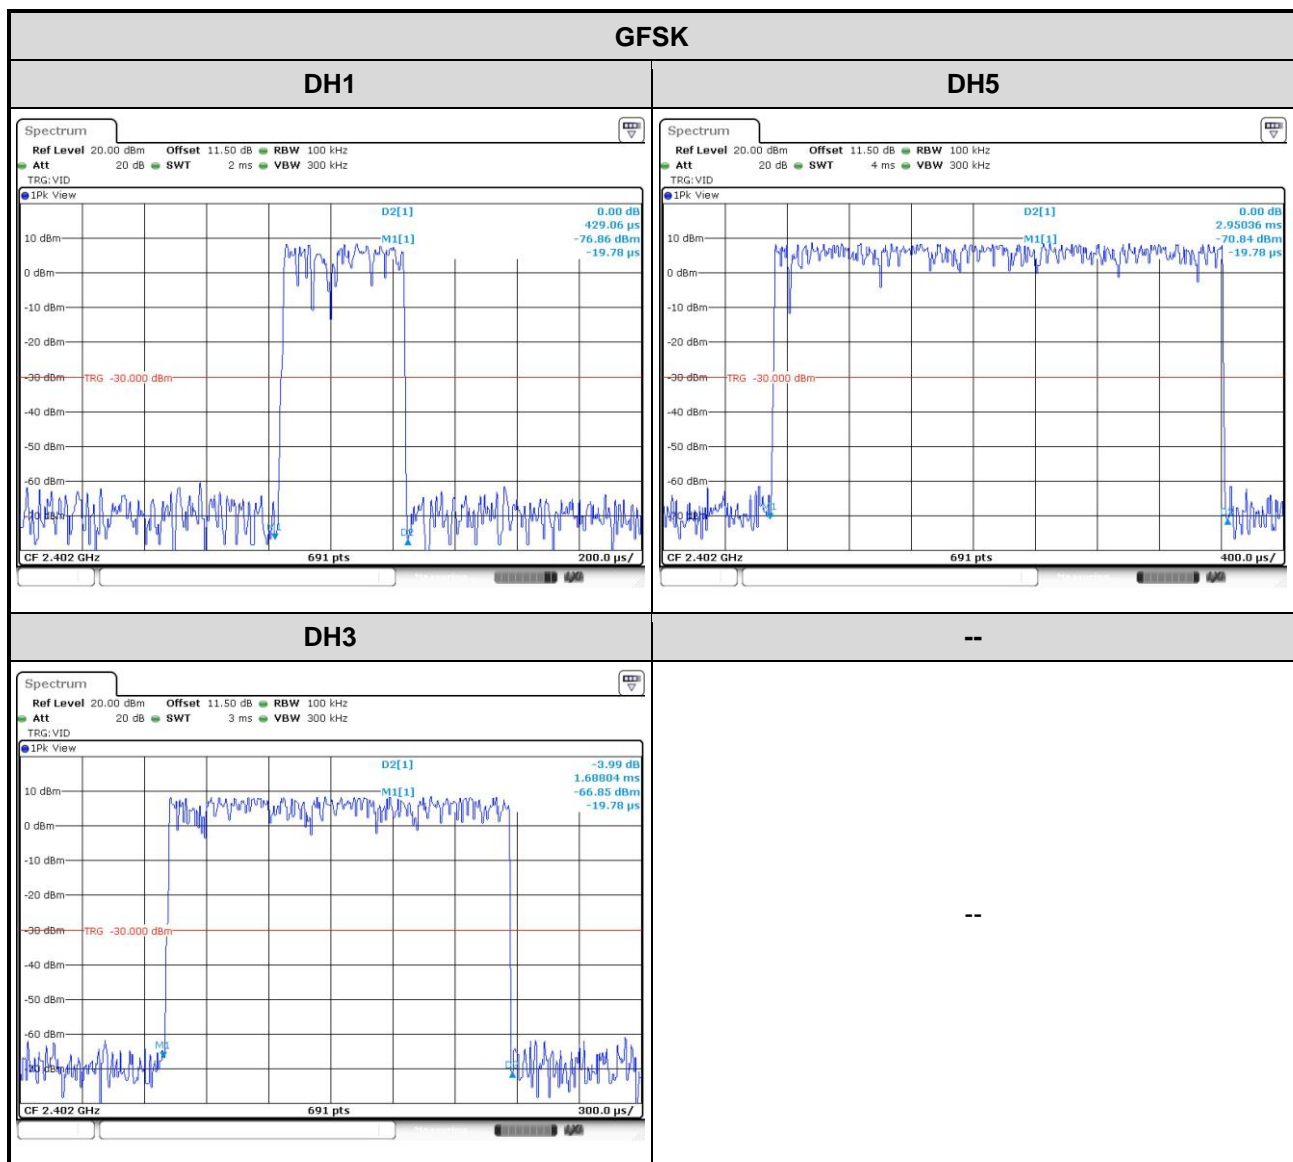 GFSK
DH1
DH5
Spectrum
Ref Level 20.00 dBm Offset 11.50 dB RBW 100 kHz
Att 20 dB SWT 2 ms VBW 300 kHz
TRG:VID
1Pk View
D2[1] 0.00 dB
429.06 µs
M1[1] -76.86 dBm
-19.78 µs
10 dBm
0 dBm
-10 dBm
-20 dBm
-30 dBm TRG -30.000 dBm
-40 dBm
-50 dBm
-60 dBm
-70 dBm
M1
D2
CF 2.402 GHz 691 pts 200.0 µs/
Spectrum
Ref Level 20.00 dBm Offset 11.50 dB RBW 100 kHz
Att 20 dB SWT 4 ms VBW 300 kHz
TRG:VID
1Pk View
D2[1] 0.00 dB
2.95036 ms
M1[1] -70.84 dBm
-19.78 µs
10 dBm
0 dBm
-10 dBm
-20 dBm
-30 dBm TRG -30.000 dBm
-40 dBm
-50 dBm
-60 dBm
-70 dBm
M1
CF 2.402 GHz 691 pts 400.0 µs/
DH3
--
Spectrum
Ref Level 20.00 dBm Offset 11.50 dB RBW 100 kHz
Att 20 dB SWT 3 ms VBW 300 kHz
TRG:VID
1Pk View
D2[1] -3.99 dB
1.68804 ms
M1[1] -66.85 dBm
-19.78 µs
10 dBm
0 dBm
-10 dBm
-20 dBm
-30 dBm TRG -30.000 dBm
-40 dBm
-50 dBm
-60 dBm
-70 dBm
M1
CF 2.402 GHz 691 pts 300.0 µs/
--